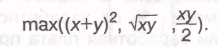 max((x+y)², √xy, xy/2).